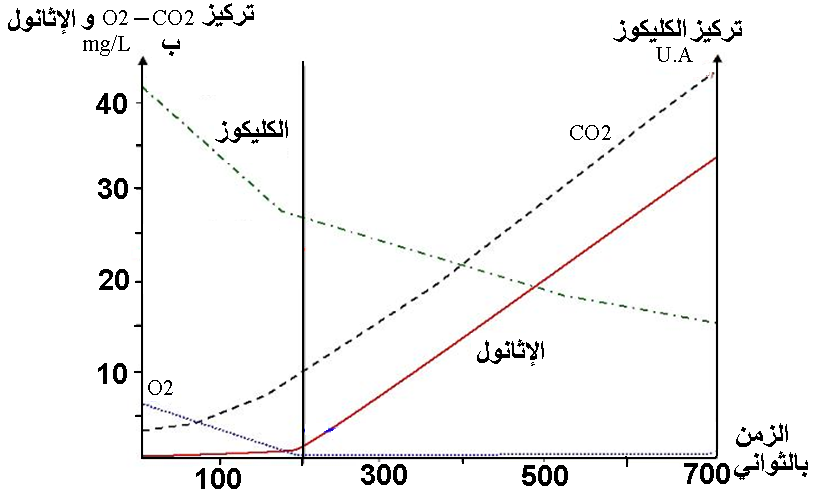 تركيز O2 – CO2 و الإثانول
ب mg/L
تركيز الكليكوز
U.A
40
30
20
10
الكليكوز
CO2
الإثانول
O2
100
200
300
500
700
الزمن
بالثواني